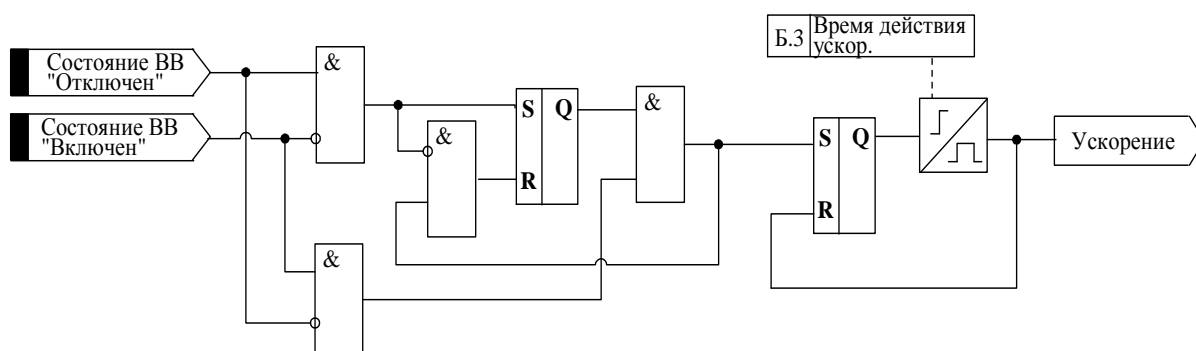 Б.3
Время действия
ускор.
Состояние ВВ
"Отключен"
&
S
Q
&
&
Состояние ВВ
"Включен"
&
R
S
Q
R
Ускорение
&